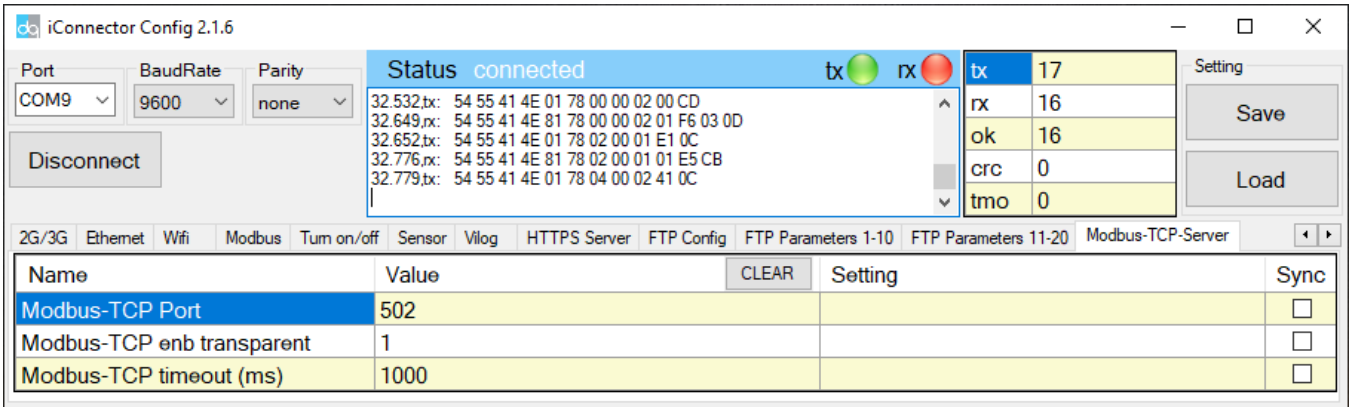 dq iConnector Config 2.1.6
Port BaudRate Parity
COM9 9600 none
Disconnect
Status connected tx rx
32.532,tx: 54 55 41 4E 01 78 00 00 02 00 CD
32.649,rx: 54 55 41 4E 81 78 00 00 02 01 F6 03 0D
32.652,tx: 54 55 41 4E 01 78 02 00 01 E1 0C
32.776,rx: 54 55 41 4E 81 78 02 00 01 01 E5 CB
32.779,tx: 54 55 41 4E 01 78 04 00 02 41 0C
tx 17
rx 16
ok 16
crc 0
tmo 0
Setting
Save
Load
2G/3G Ethernet Wifi Modbus Turn on/off Sensor Vilog HTTPS Server FTP Config FTP Parameters 1-10 FTP Parameters 11-20 Modbus-TCP-Server
Name Value CLEAR Setting Sync
Modbus-TCP Port 502
Modbus-TCP enb transparent 1
Modbus-TCP timeout (ms) 1000